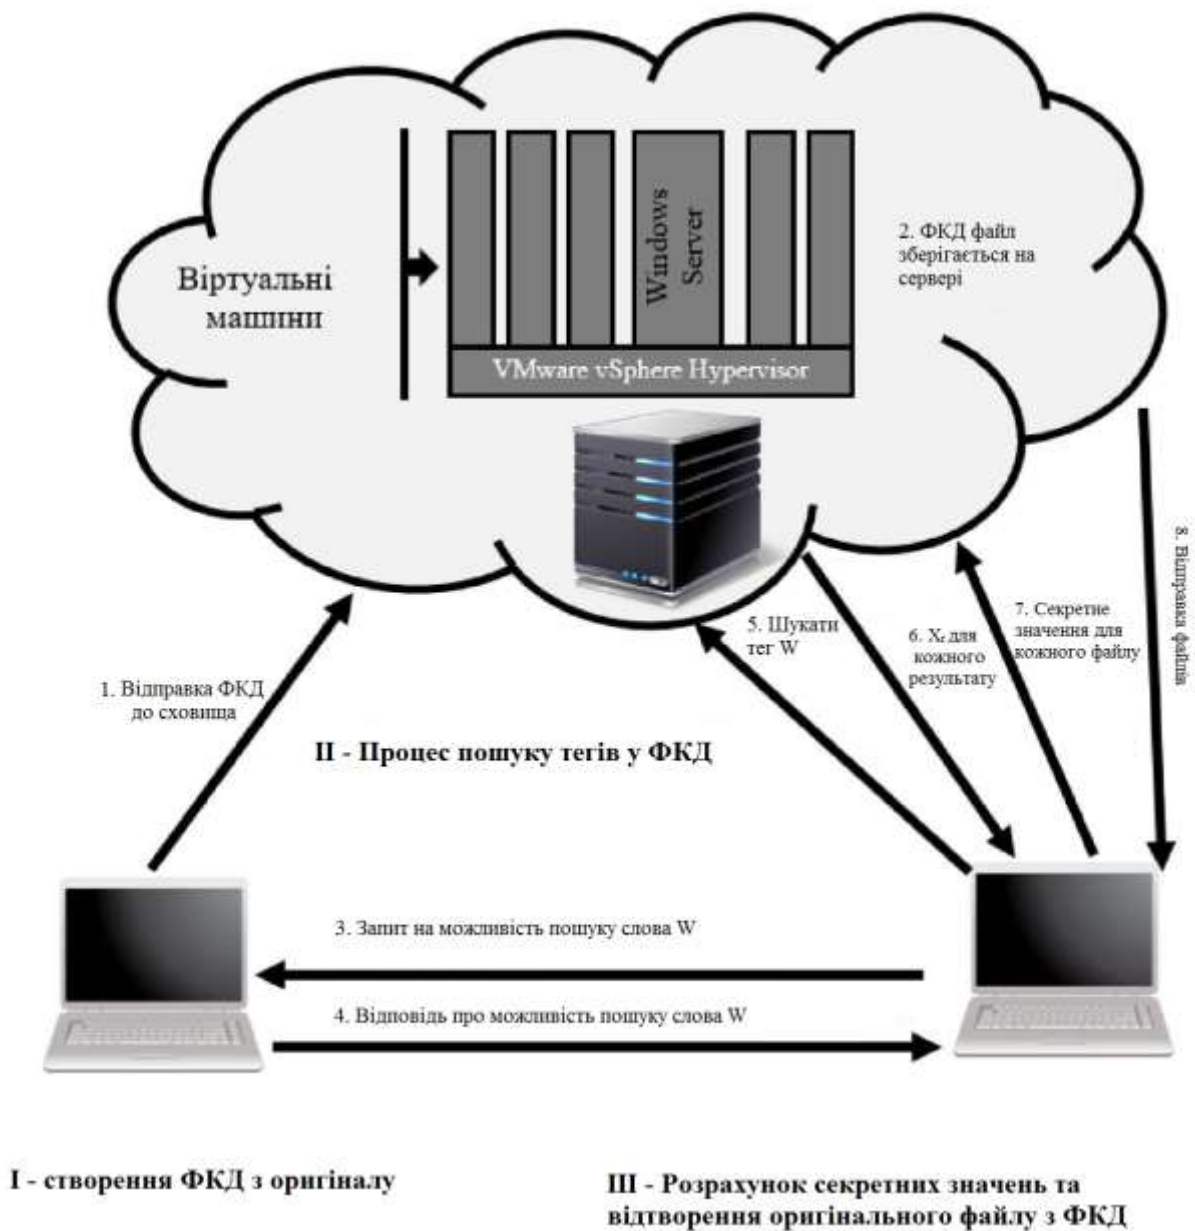 Windows
Server
2. ФКД файл
зберігається на
сервері
Віртуальні
машини
VMware vSphere Hypervisor
8. Відправка файлів
5. Шукати
тег W
6. Xᵣ для
кожного
результату
7. Секретне
значення для
кожного файлу
1. Відправка ФКД
до сховища
II - Процес пошуку тегів у ФКД
3. Запит на можливість пошуку слова W
4. Відповідь про можливість пошуку слова W
I - створення ФКД з оригіналу
III - Розрахунок секретних значень та
відтворення оригінального файлу з ФКД